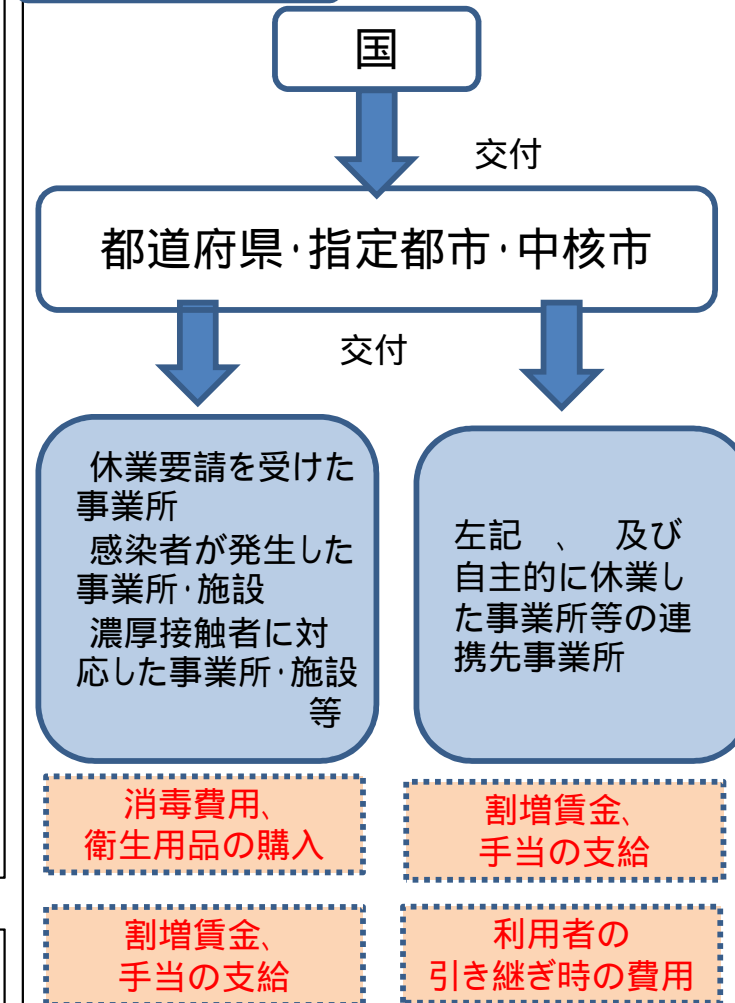 国
交付
都道府県・指定都市・中核市
交付
休業要請を受けた
事業所
感染者が発生した
事業所・施設
濃厚接触者に対
応した事業所・施設
等
左記　、　及び
自主的に休業し
た事業所等の連
携先事業所
消毒費用、
衛生用品の購入
割増賃金、
手当の支給
割増賃金、
手当の支給
利用者の
引き継ぎ時の費用